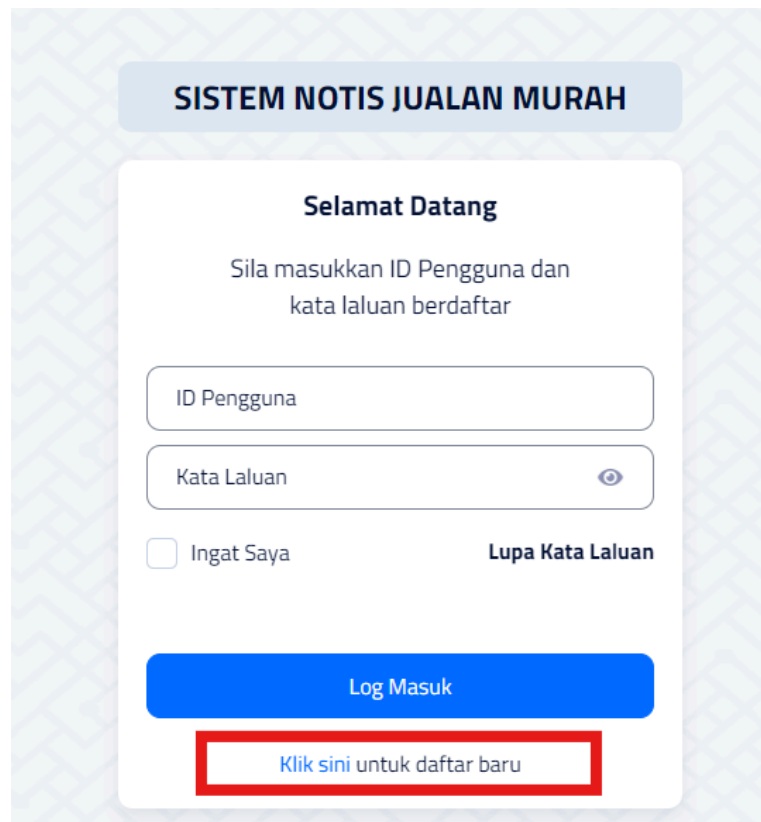 SISTEM NOTIS JUALAN MURAH
Selamat Datang
Sila masukkan ID Pengguna dan
kata laluan berdaftar
ID Pengguna
Kata Laluan
Ingat Saya
Lupa Kata Laluan
Log Masuk
Klik sini untuk daftar baru